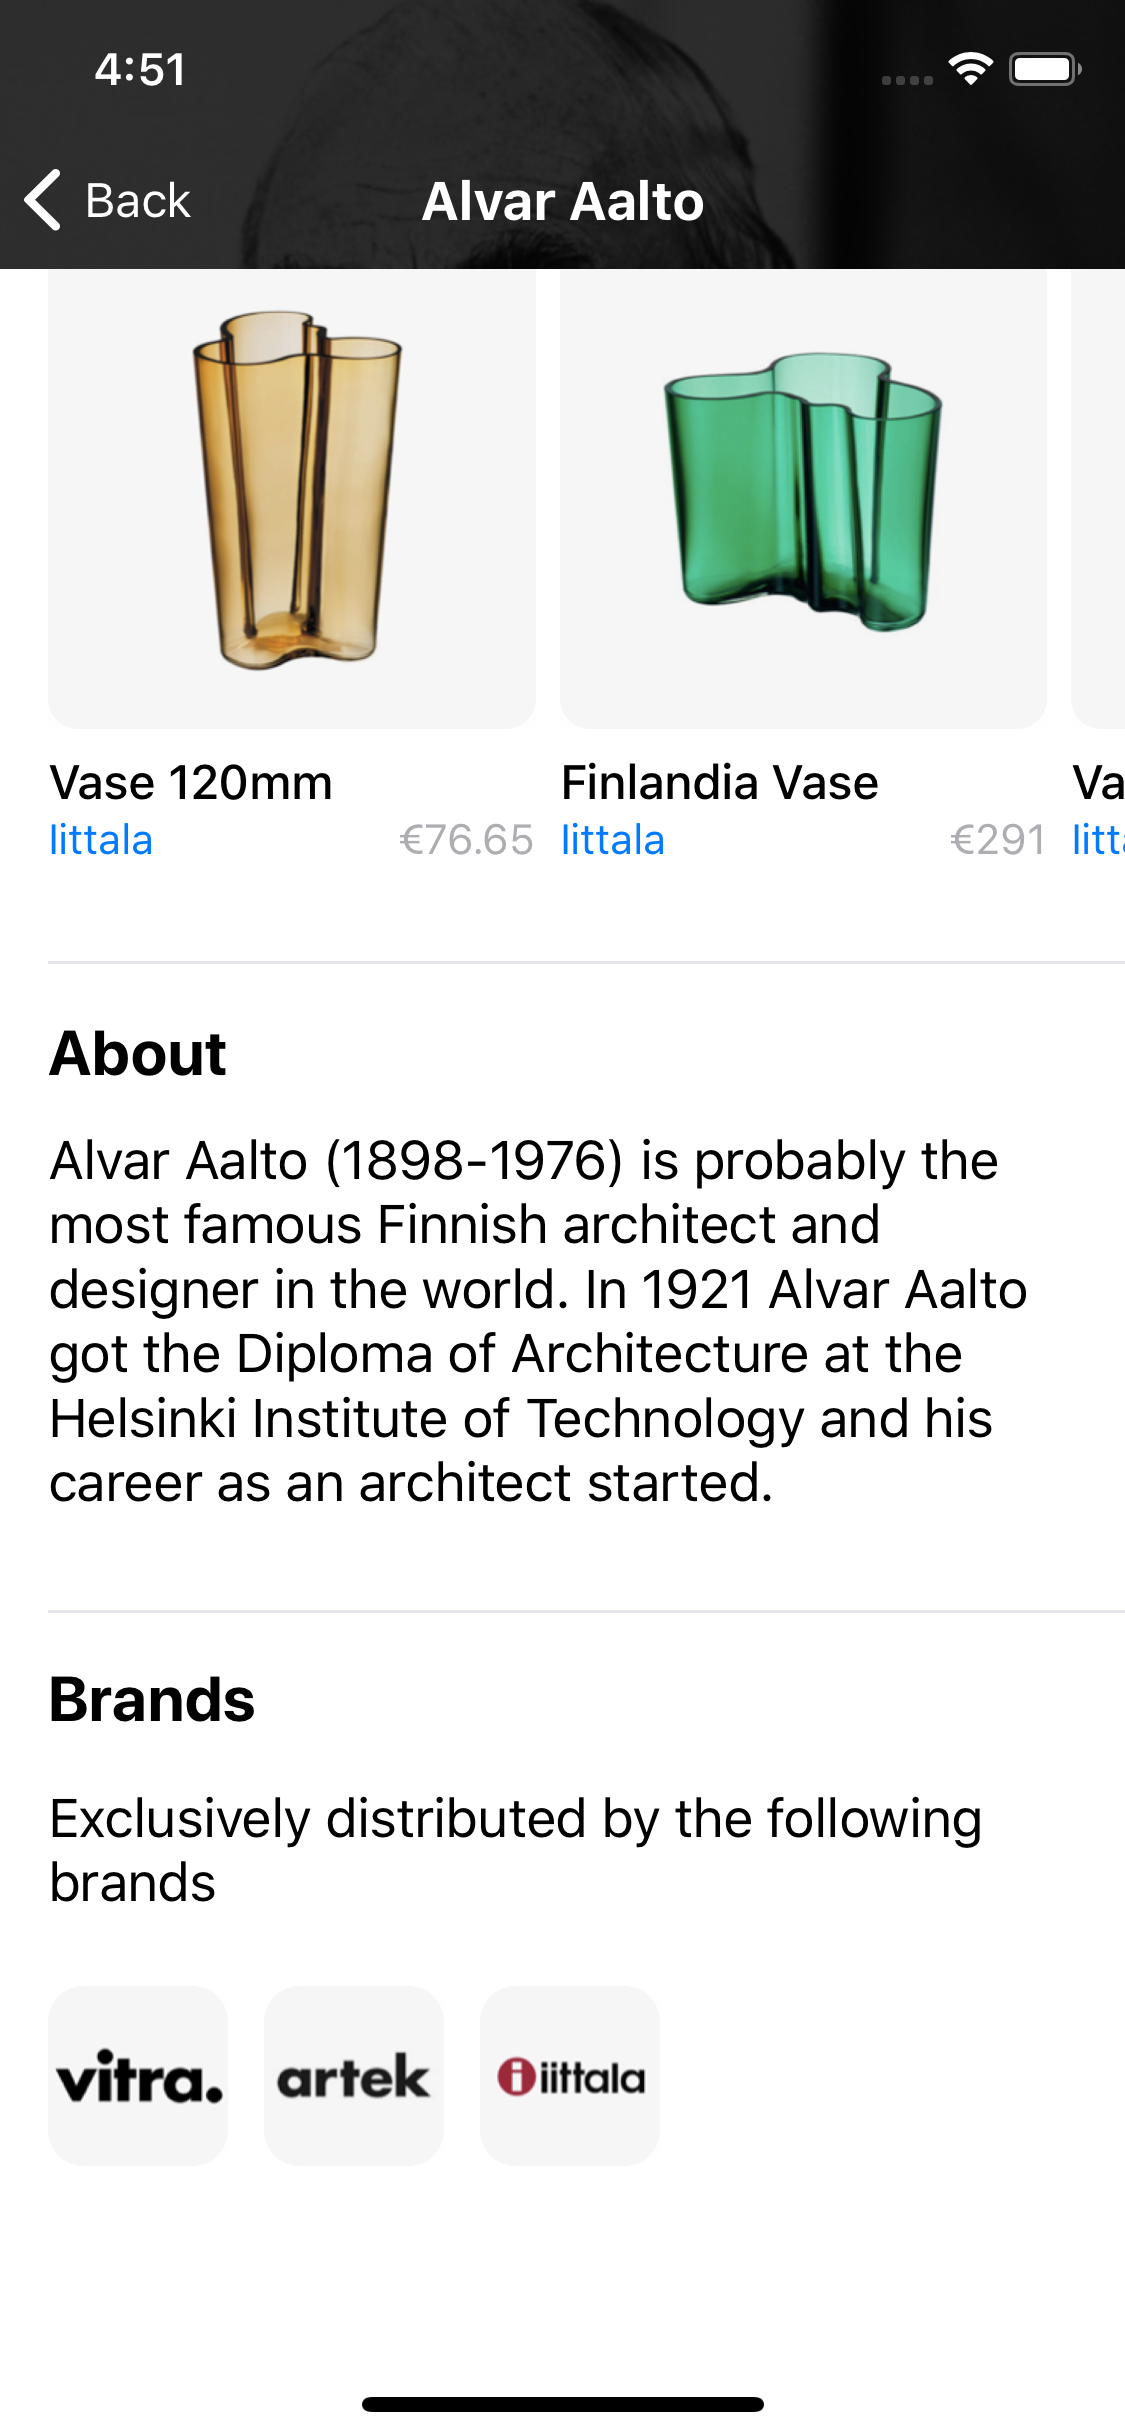 4:51
Back
Alvar Aalto
Vase 120mm
Finlandia Vase
Va
Iittala
€76.65
Iittala
€291
Iitt
About
Alvar Aalto (1898-1976) is probably the
most famous Finnish architect and
designer in the world. In 1921 Alvar Aalto
got the Diploma of Architecture at the
Helsinki Institute of Technology and his
career as an architect started.
Brands
Exclusively distributed by the following
brands
vitra.
artek
iittala